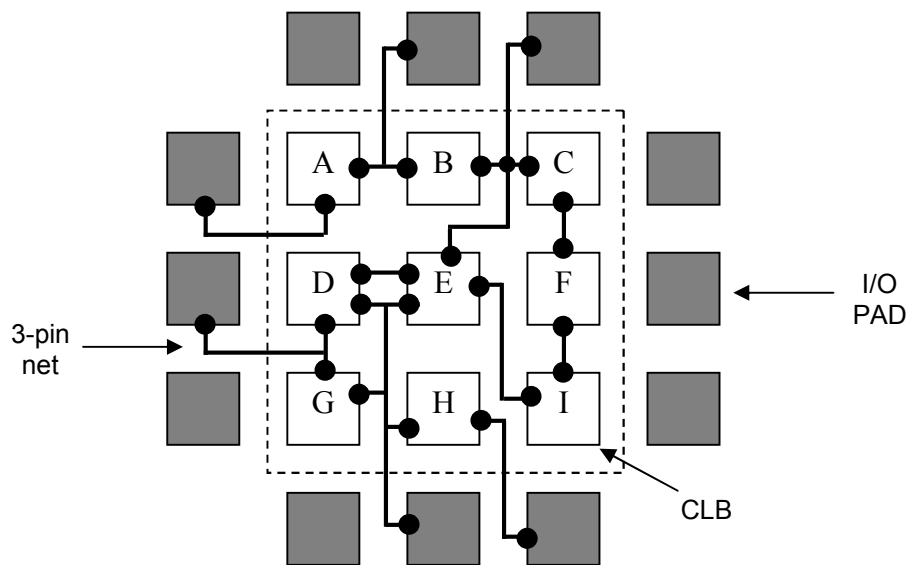 A B C
D E F
I/O
PAD
3-pin
net
G H I
CLB